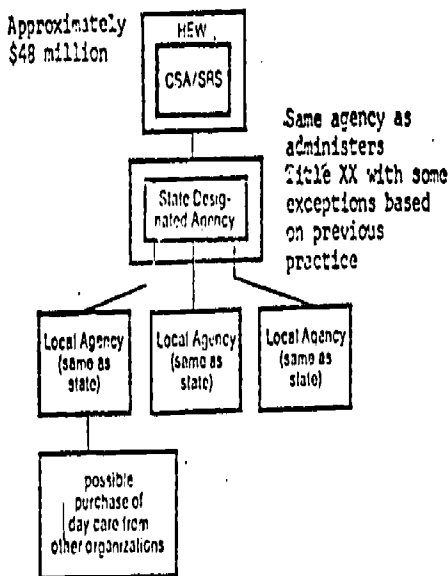 Approximately
$48 million
HEW
CSA/SRS
Same agency as
administers
Title XX with some
exceptions based
on previous
practice
State Desig-
nated Agency
Local Agency
(same as
state)
Local Agency
(same as
state)
Local Agency
(same as
state)
possible
purchase of
day care from
other organizations